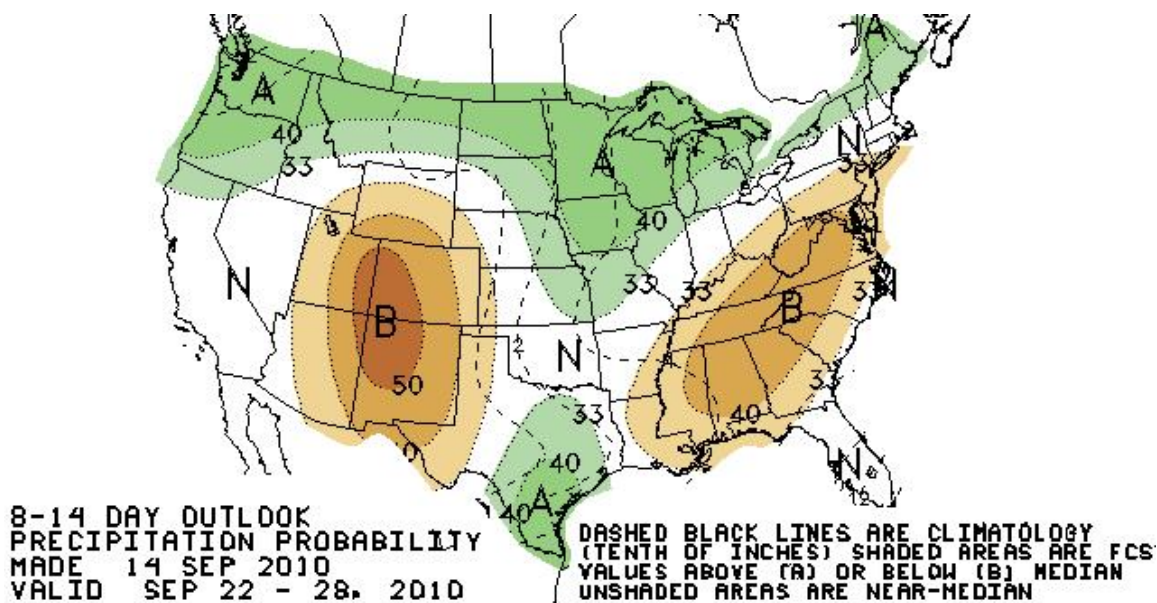 A
A
A
40
33
N
33
A
40
33
33
N
B
50
N
B
33
40
33
N
40
A
40
8-14 DAY OUTLOOK
PRECIPITATION PROBABILITY
MADE 14 SEP 2010
VALID SEP 22 - 28, 2010
DASHED BLACK LINES ARE CLIMATOLOGY
(TENTH OF INCHES) SHADED AREAS ARE FCST
VALUES ABOVE (A) OR BELOW (B) MEDIAN
UNSHADED AREAS ARE NEAR-MEDIAN